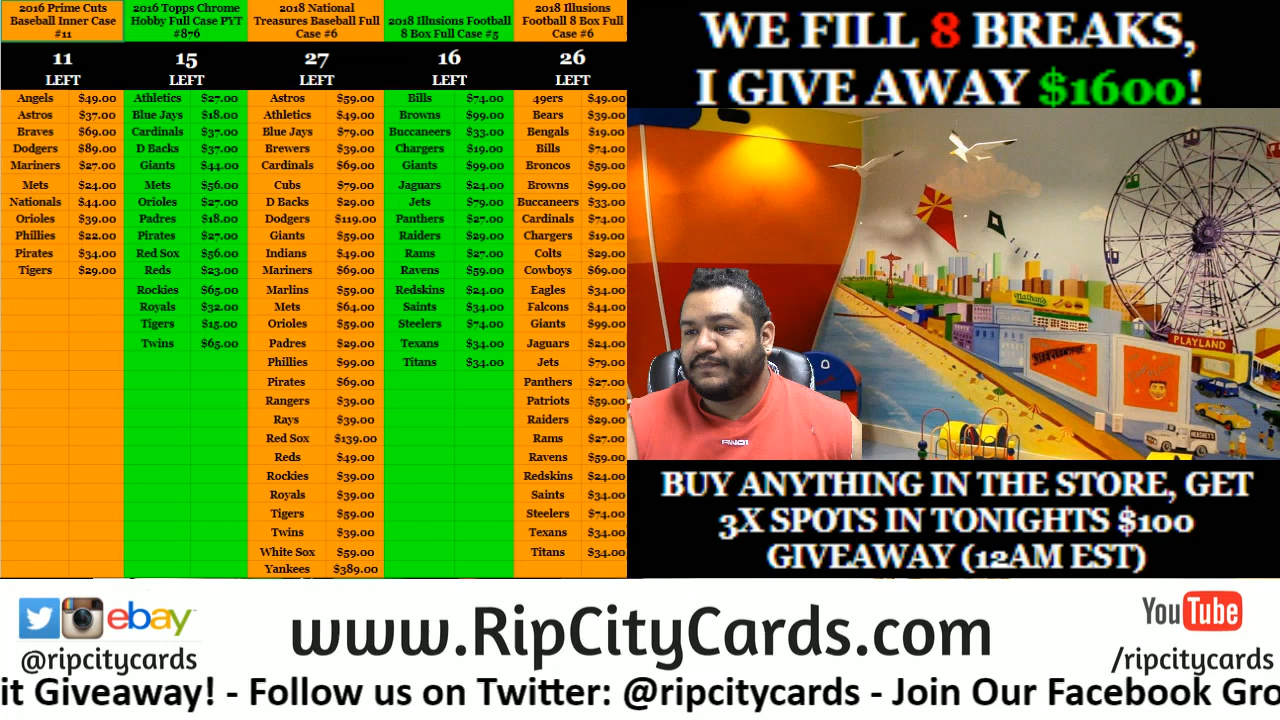 2016 Prime Cuts
Baseball Inner Case
#11
11
LEFT
Angels $49.00
Astros $37.00
Braves $69.00
Dodgers $89.00
Mariners $27.00
Mets $24.00
Nationals $44.00
Orioles $39.00
Phillies $22.00
Pirates $34.00
Tigers $29.00
2016 Topps Chrome
Hobby Full Case PYT
#876
15
LEFT
Athletics $27.00
Blue Jays $18.00
Cardinals $37.00
D Backs $37.00
Giants $44.00
Mets $56.00
Orioles $27.00
Padres $18.00
Pirates $27.00
Red Sox $56.00
Reds $23.00
Rockies $65.00
Royals $32.00
Tigers $15.00
Twins $65.00
2018 National
Treasures Baseball Full
Case #6
27
LEFT
Astros $59.00
Athletics $49.00
Blue Jays $79.00
Brewers $39.00
Cardinals $69.00
Cubs $79.00
D Backs $29.00
Dodgers $119.00
Giants $59.00
Indians $49.00
Mariners $69.00
Marlins $59.00
Mets $64.00
Orioles $59.00
Padres $29.00
Phillies $99.00
Pirates $69.00
Rangers $39.00
Rays $39.00
Red Sox $139.00
Reds $49.00
Rockies $39.00
Royals $39.00
Tigers $59.00
Twins $39.00
White Sox $59.00
Yankees $389.00
2018 Illusions Football
8 Box Full Case #5
16
LEFT
Bills $74.00
Browns $99.00
Buccaneers $33.00
Chargers $19.00
Giants $99.00
Jaguars $24.00
Jets $79.00
Panthers $27.00
Raiders $29.00
Rams $27.00
Ravens $59.00
Redskins $24.00
Saints $34.00
Steelers $74.00
Texans $34.00
Titans $34.00
2018 Illusions
Football 8 Box Full
Case #6
26
LEFT
49ers $49.00
Bears $39.00
Bengals $19.00
Bills $74.00
Broncos $59.00
Browns $99.00
Buccaneers $33.00
Cardinals $74.00
Chargers $19.00
Colts $29.00
Cowboys $69.00
Eagles $34.00
Falcons $44.00
Giants $99.00
Jaguars $24.00
Jets $79.00
Panthers $27.00
Patriots $59.00
Raiders $29.00
Rams $27.00
Ravens $59.00
Redskins $24.00
Saints $34.00
Steelers $74.00
Texans $34.00
Titans $34.00
WE FILL 8 BREAKS,
I GIVE AWAY $1600!
nathan's
PLAYLAND
STEEPLECHASE
AND1
BUY ANYTHING IN THE STORE, GET
3X SPOTS IN TONIGHTS $100
GIVEAWAY (12AM EST)
ebay
@ripcitycards
www.RipCityCards.com
YouTube
/ripcitycards
it Giveaway! - Follow us on Twitter: @ripcitycards - Join Our Facebook Gro